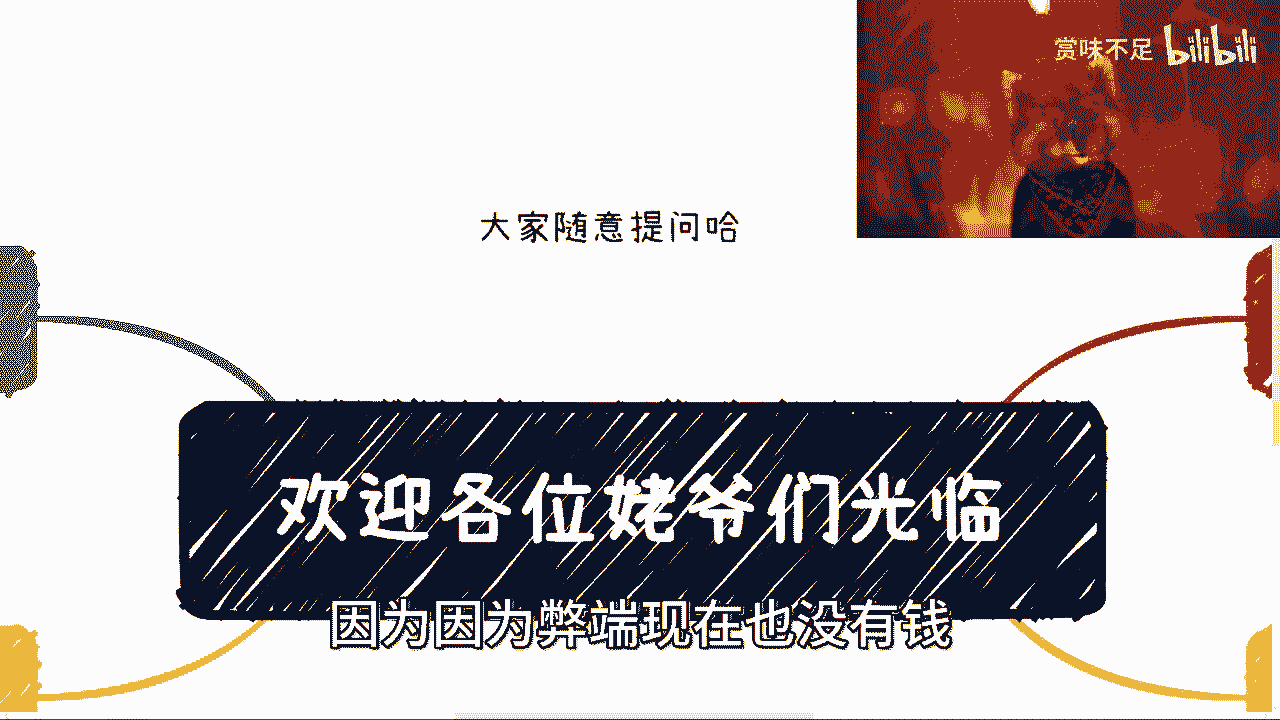 赏味不足 bilibili
大家随意提问哈
欢迎各位姥爷们光临
因为因为弊端现在也没有钱